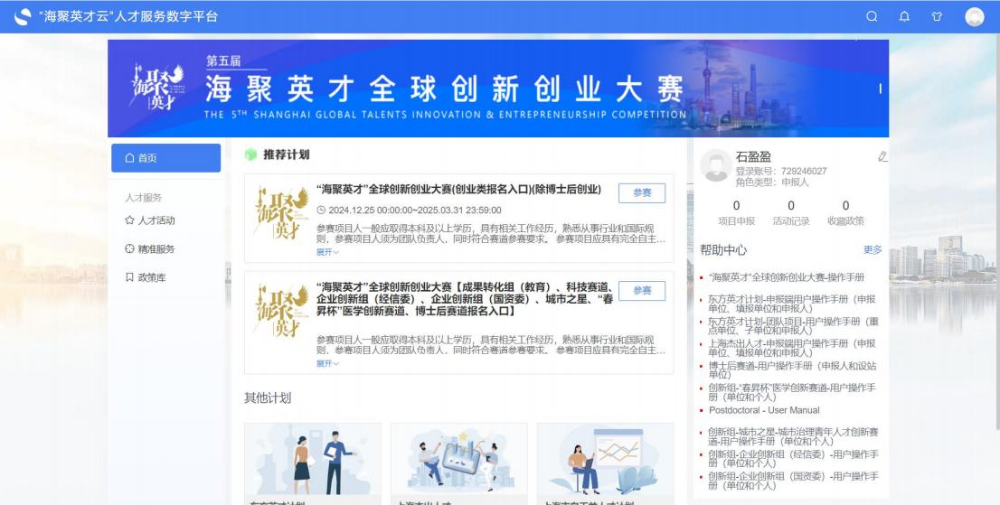 “海聚英才云”人才服务数字平台
海聚英才
第五届
海聚英才全球创新创业大赛
THE 5TH SHANGHAI GLOBAL TALENTS INNOVATION & ENTREPRENEURSHIP COMPETITION
首页
人才服务
人才活动
精准服务
政策库
推荐计划
海聚英才
“海聚英才”全球创新创业大赛(创业类报名入口)(除博士后创业)
参赛
2024.12.25 00:00:00~2025.03.31 23:59:00
参赛项目人一般应取得本科及以上学历，具有相关工作经历，熟悉从事行业和国际规
则，参赛项目人须为团队负责人，同时符合赛道参赛要求。 参赛项目应具有完全自主...
展开
海聚英才
“海聚英才”全球创新创业大赛【成果转化组（教育）、科技赛道、
企业创新组（经信委）、企业创新组（国资委）、城市之星、“春
昇杯”医学创新赛道、博士后赛道报名入口】
参赛
参赛项目人一般应取得本科及以上学历，具有相关工作经历，熟悉从事行业和国际规
则、参赛项目人须为团队负责人，同时符合赛道参赛要求。 参赛项目应具有完全自主...
展开
其他计划
石盈盈
登录账号：729246027
角色类型：申报人
0 0 0
项目申报 活动记录 收藏政策
帮助中心
更多
“海聚英才”全球创新创业大赛-操作手册
东方英才计划-申报端用户操作手册（申报
单位、填报单位和申报人）
东方英才计划-团队项目-用户操作手册（重
点单位、子单位和申报人）
上海杰出人才-申报端用户操作手册（申报
单位、填报单位和申报人）
博士后赛道-用户操作手册（申报人和设站
单位）
创新组-“春昇杯”医学创新赛道-用户操作手
册（单位和个人）
Postdoctoral - User Manual
创新组-城市之星-城市治理青年人才创新赛
道-用户操作手册（单位和个人）
创新组-企业创新组（经信委）-用户操作手
册（单位和个人）
创新组-企业创新组（国资委）-用户操作手
册（单位和个人）